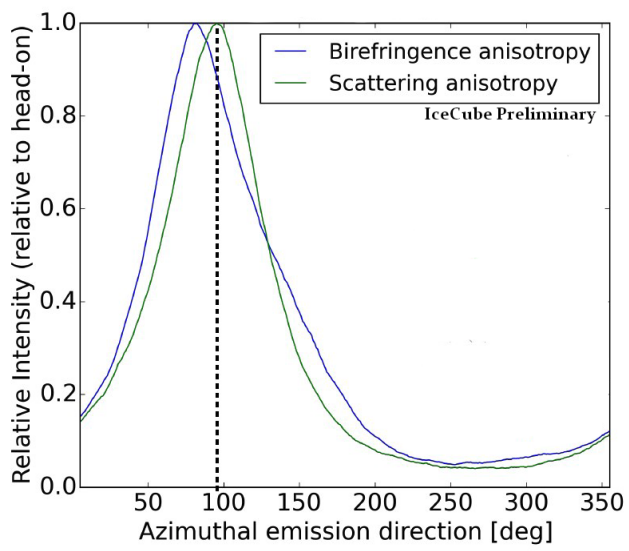 Relative Intensity (relative to head-on)
1.0
0.8
0.6
0.4
0.2
0.0
Birefringence anisotropy
Scattering anisotropy
IceCube Preliminary
50 100 150 200 250 300 350
Azimuthal emission direction [deg]